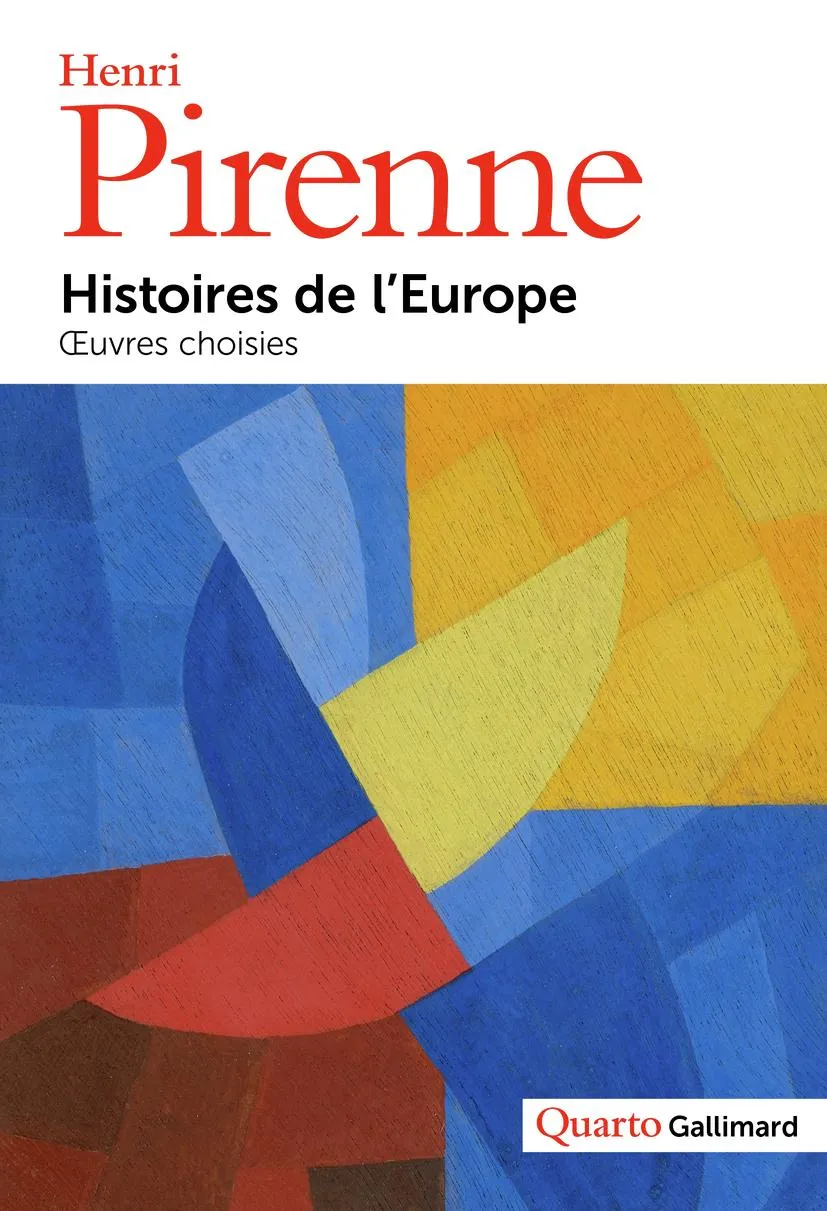 Henri
Pirenne
Histoires de l’Europe
Œuvres choisies
Quarto Gallimard